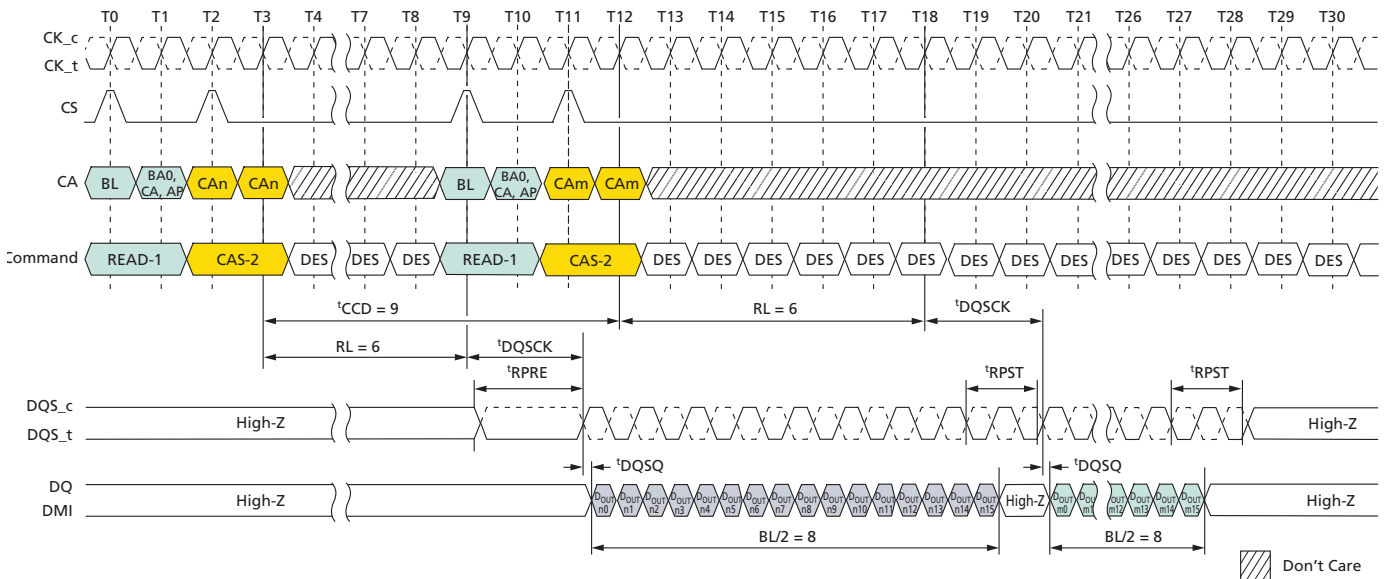 T0 T1 T2 T3 T4 T7 T8 T9 T10 T11 T12 T13 T14 T15 T16 T17 T18 T19 T20 T21 T26 T27 T28 T29 T30
CK_c
CK_t
CS
CA BL BA0, CA, AP CAn CAn BL BA0, CA, AP CAm CAm
Command READ-1 CAS-2 DES DES DES READ-1 CAS-2 DES DES DES DES DES DES DES DES DES DES DES DES DES DES
tCCD = 9 RL = 6 tDQSCK
RL = 6 tDQSCK
tRPRE tRPST tRPST
DQS_c
DQS_t High-Z High-Z
tDQSQ tDQSQ
DQ
DMI High-Z DOUT n0 DOUT n1 DOUT n2 DOUT n3 DOUT n4 DOUT n5 DOUT n6 DOUT n7 DOUT n8 DOUT n9 DOUT n10 DOUT n11 DOUT n12 DOUT n13 DOUT n14 DOUT n15 High-Z DOUT m0 DOUT m1 OUT m12 DOUT m13 DOUT m14 DOUT m15 High-Z
BL/2 = 8 BL/2 = 8
Don't Care